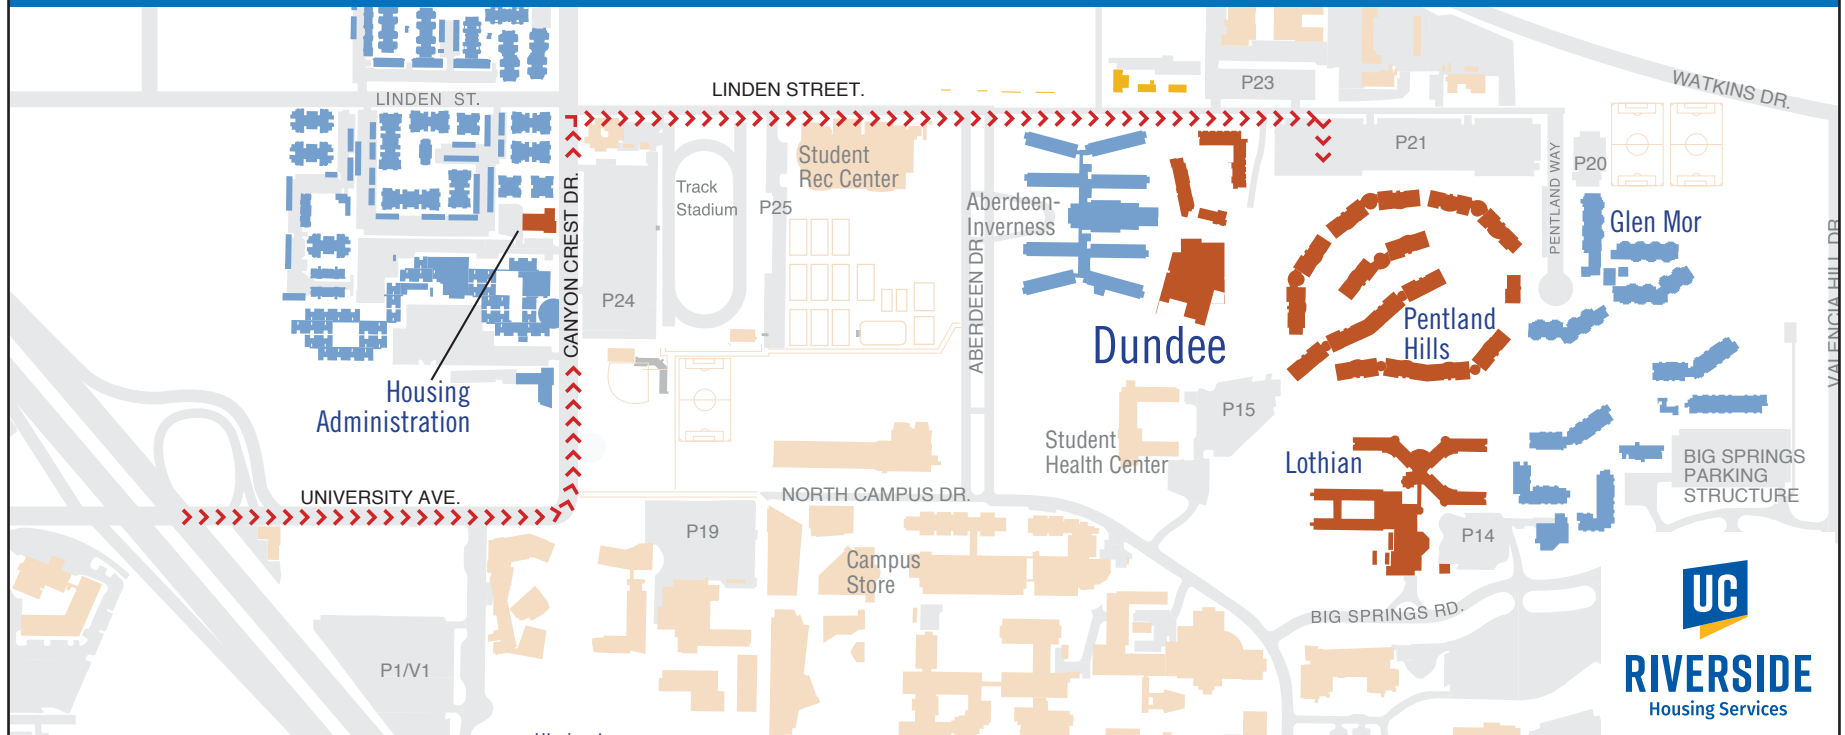 LINDEN ST.
LINDEN STREET.
P23
WATKINS DR.
P21
P20
PENTLAND WAY
Student
Rec Center
Track
Stadium
P25
P24
CANYON CREST DR.
Aberdeen-
Inverness
ABERDEEN DR.
Glen Mor
VALENCIA HILL DR.
Dundee
Pentland
Hills
Housing
Administration
P15
Student
Health Center
Lothian
BIG SPRINGS
PARKING
STRUCTURE
UNIVERSITY AVE.
NORTH CAMPUS DR.
P19
P14
Campus
Store
BIG SPRINGS RD.
P1/V1
UC
RIVERSIDE
Housing Services